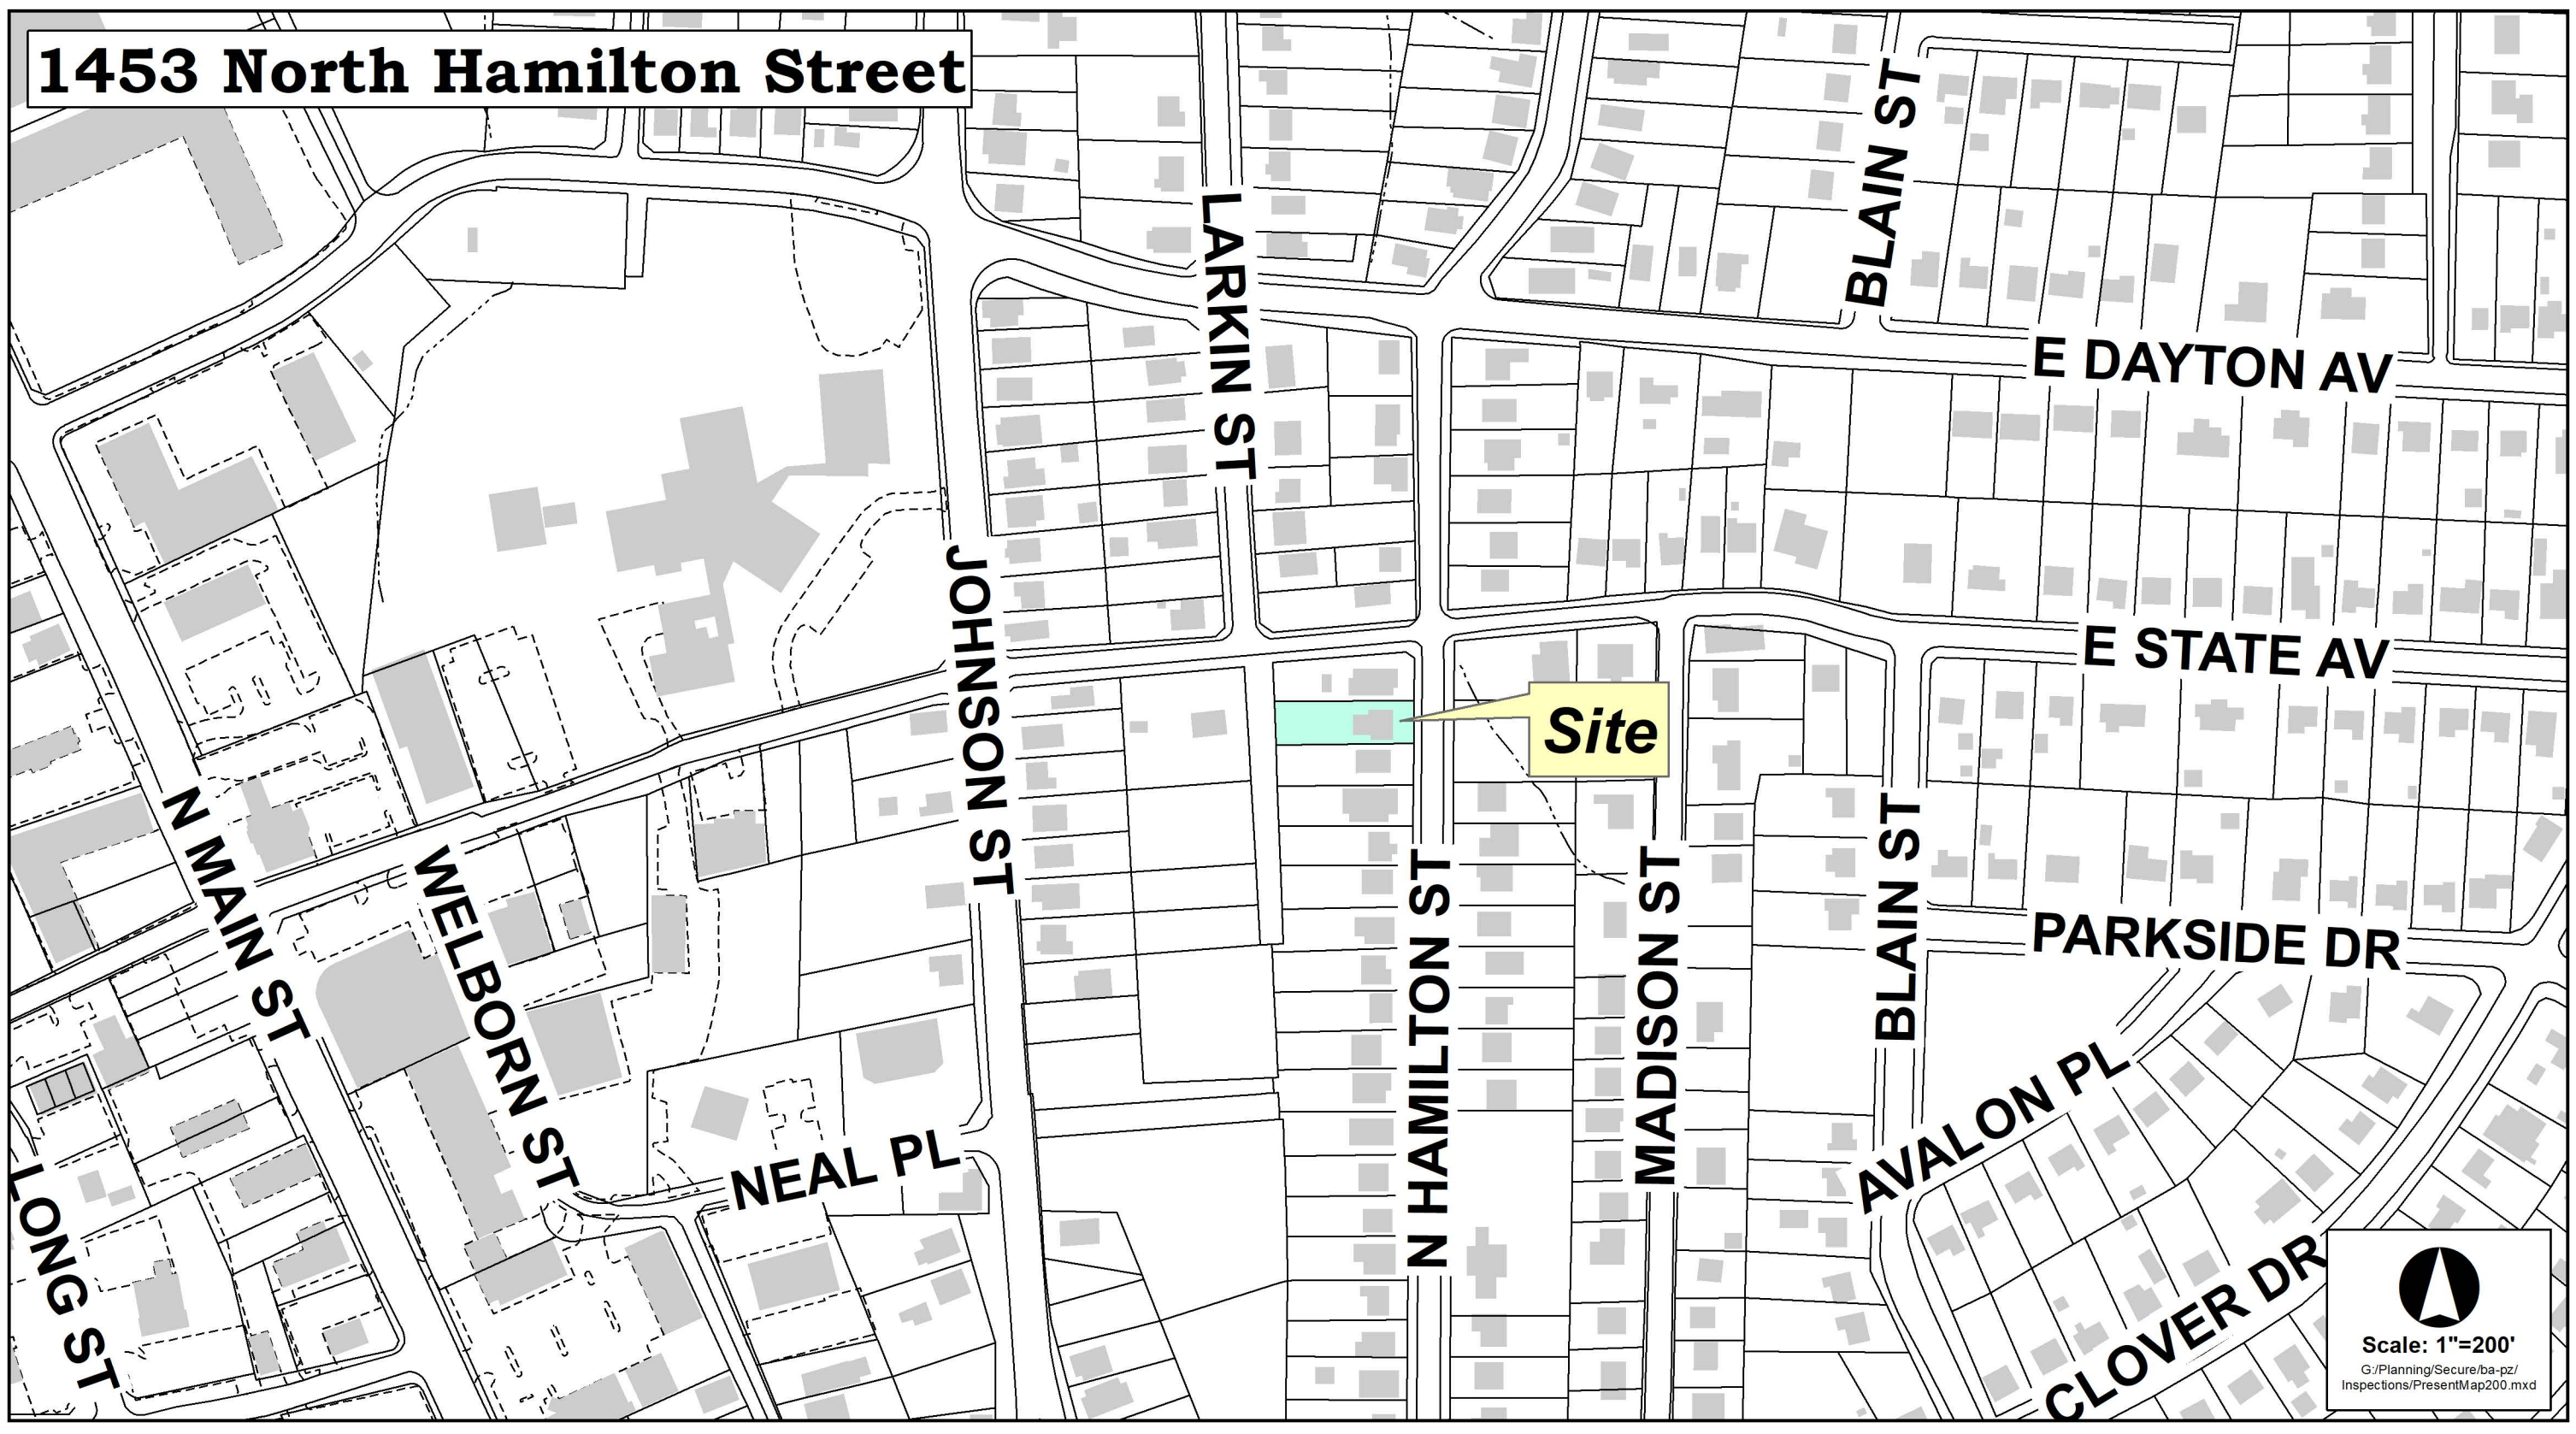 1453 North Hamilton Street
BLAIN ST
LARKIN ST
E DAYTON AV
JOHNSON ST
E STATE AV
Site
N MAIN ST
WELBORN ST
N HAMILTON ST
MADISON ST
BLAIN ST
PARKSIDE DR
AVALON PL
NEAL PL
LONG ST
CLOVER DR
Scale: 1"=200'
G:/Planning/Secure/ba-pz/
Inspections/PresentMap200.mxd